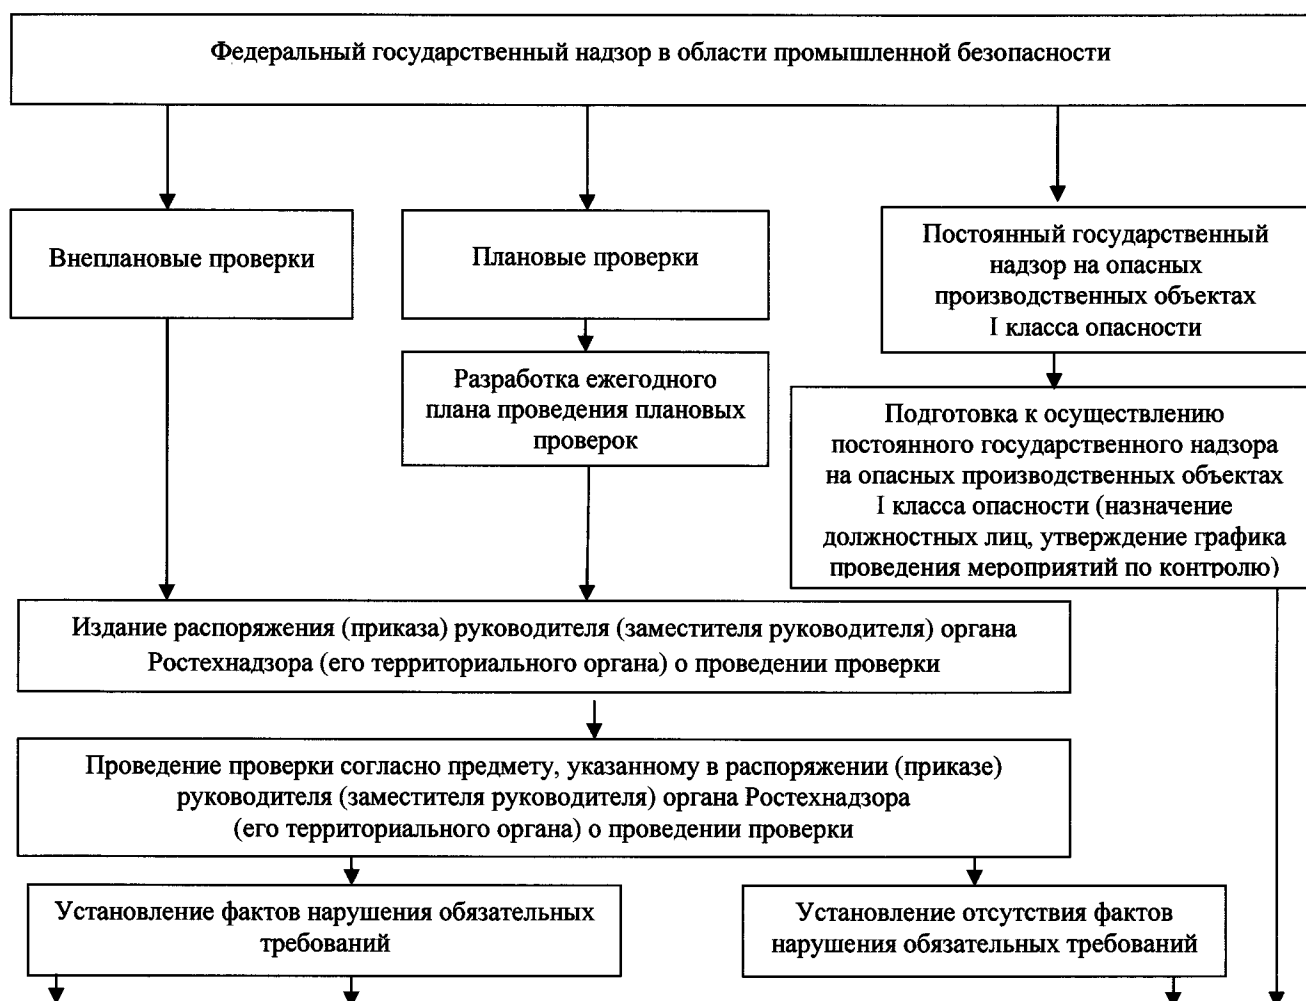 Федеральный государственный надзор в области промышленной безопасности
Внеплановые проверки
Плановые проверки
Постоянный государственный
надзор на опасных
производственных объектах
I класса опасности
Разработка ежегодного
плана проведения плановых
проверок
Подготовка к осуществлению
постоянного государственного надзора
на опасных производственных объектах
I класса опасности (назначение
должностных лиц, утверждение графика
проведения мероприятий по контролю)
Издание распоряжения (приказа) руководителя (заместителя руководителя) органа
Ростехнадзора (его территориального органа) о проведении проверки
Проведение проверки согласно предмету, указанному в распоряжении (приказе)
руководителя (заместителя руководителя) органа Ростехнадзора
(его территориального органа) о проведении проверки
Установление фактов нарушения обязательных
требований
Установление отсутствия фактов
нарушения обязательных требований